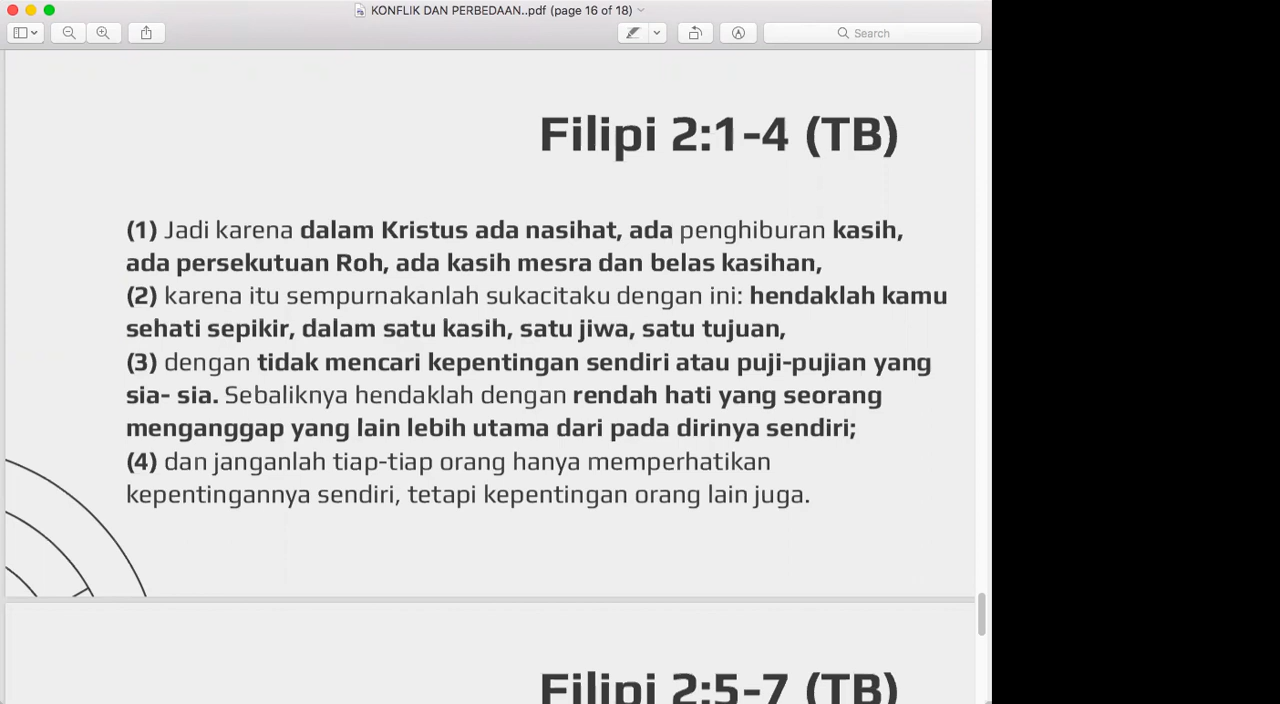 KONFLIK DAN PERBEDAAN..pdf (page 16 of 18)
Search
Filipi 2:1-4 (TB)
(1) Jadi karena dalam Kristus ada nasihat, ada penghiburan kasih,
ada persekutuan Roh, ada kasih mesra dan belas kasihan,
(2) karena itu sempurnakanlah sukacitaku dengan ini: hendaklah kamu
sehati sepikir, dalam satu kasih, satu jiwa, satu tujuan,
(3) dengan tidak mencari kepentingan sendiri atau puji-pujian yang
sia- sia. Sebaliknya hendaklah dengan rendah hati yang seorang
menganggap yang lain lebih utama dari pada dirinya sendiri;
(4) dan janganlah tiap-tiap orang hanya memperhatikan
kepentingannya sendiri, tetapi kepentingan orang lain juga.
Filipi 2:5-7 (TB)